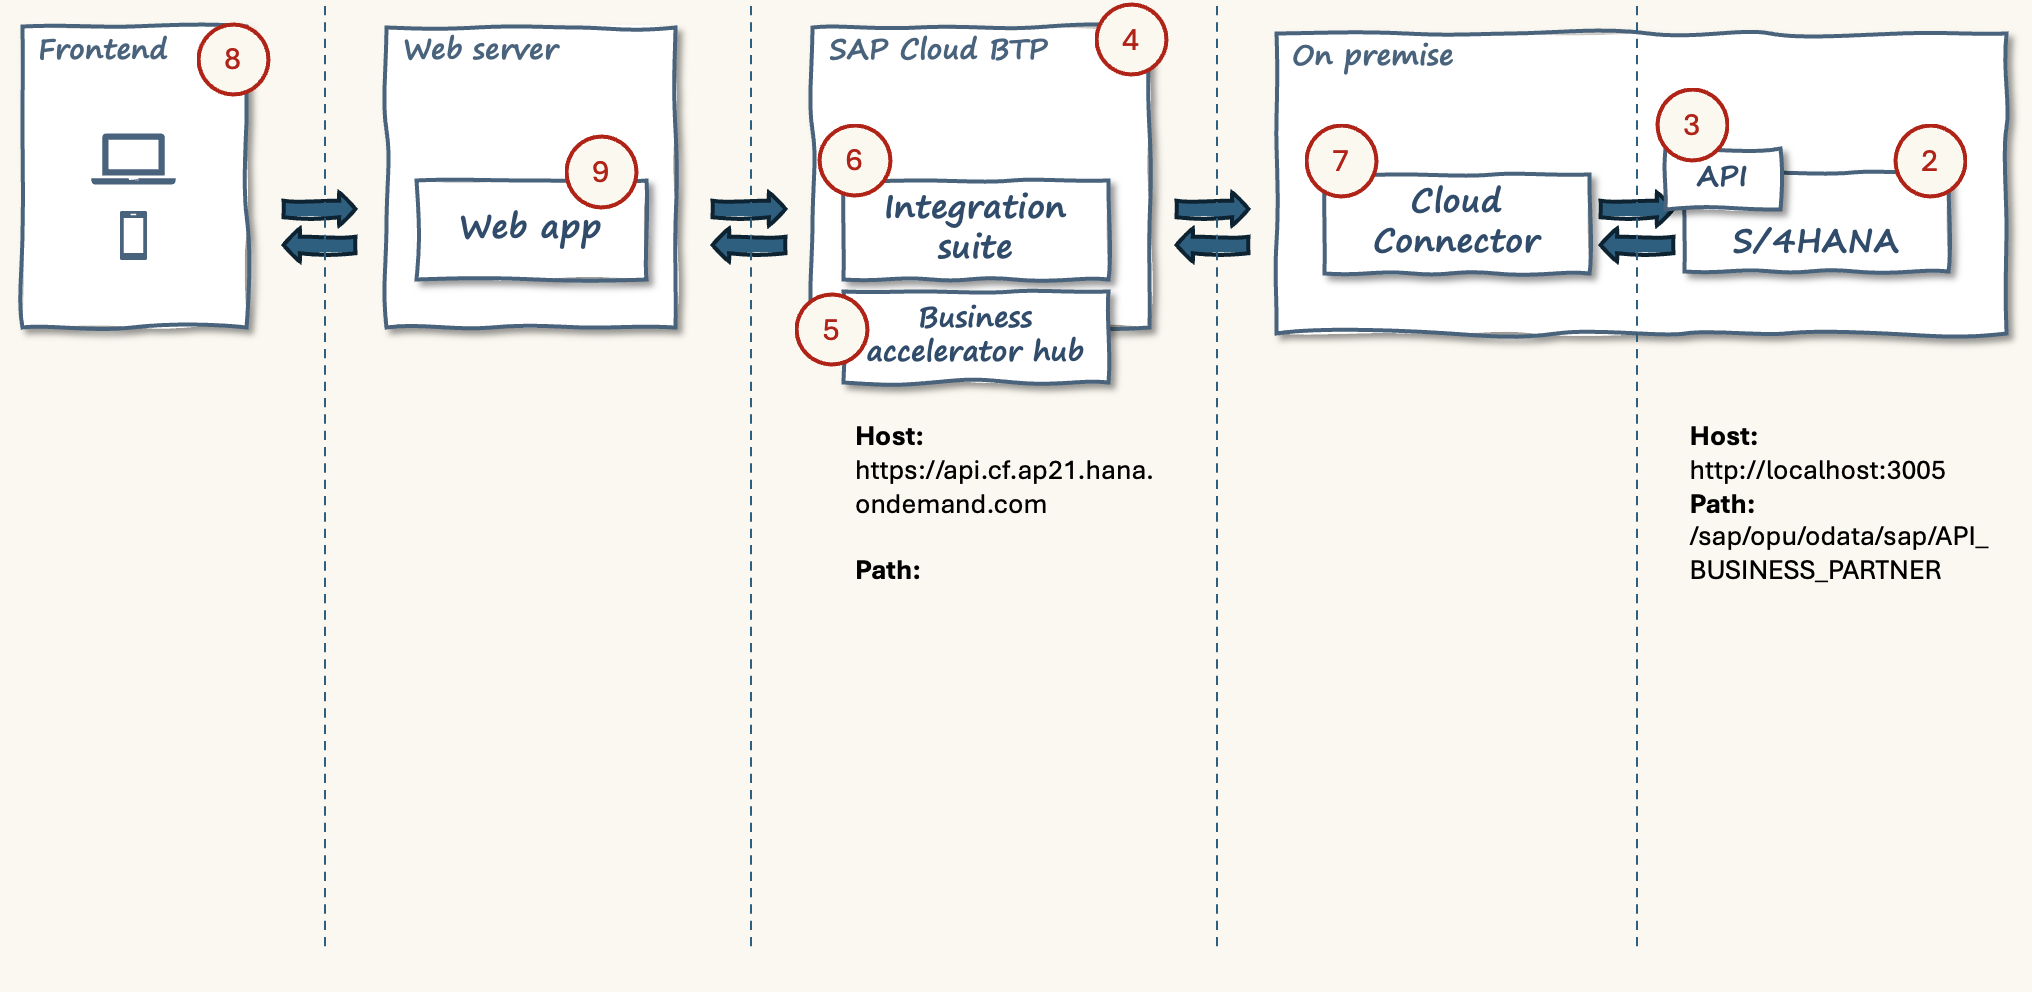 Frontend
8
Web server
9
Web app
SAP Cloud BTP
4
6
Integration
suite
5
Business
accelerator hub
Host:
https://api.cf.ap21.hana.
ondemand.com
Path:
On premise
7
Cloud
Connector
3
API
2
S/4HANA
Host:
http://localhost:3005
Path:
/sap/opu/odata/sap/API_
BUSINESS_PARTNER